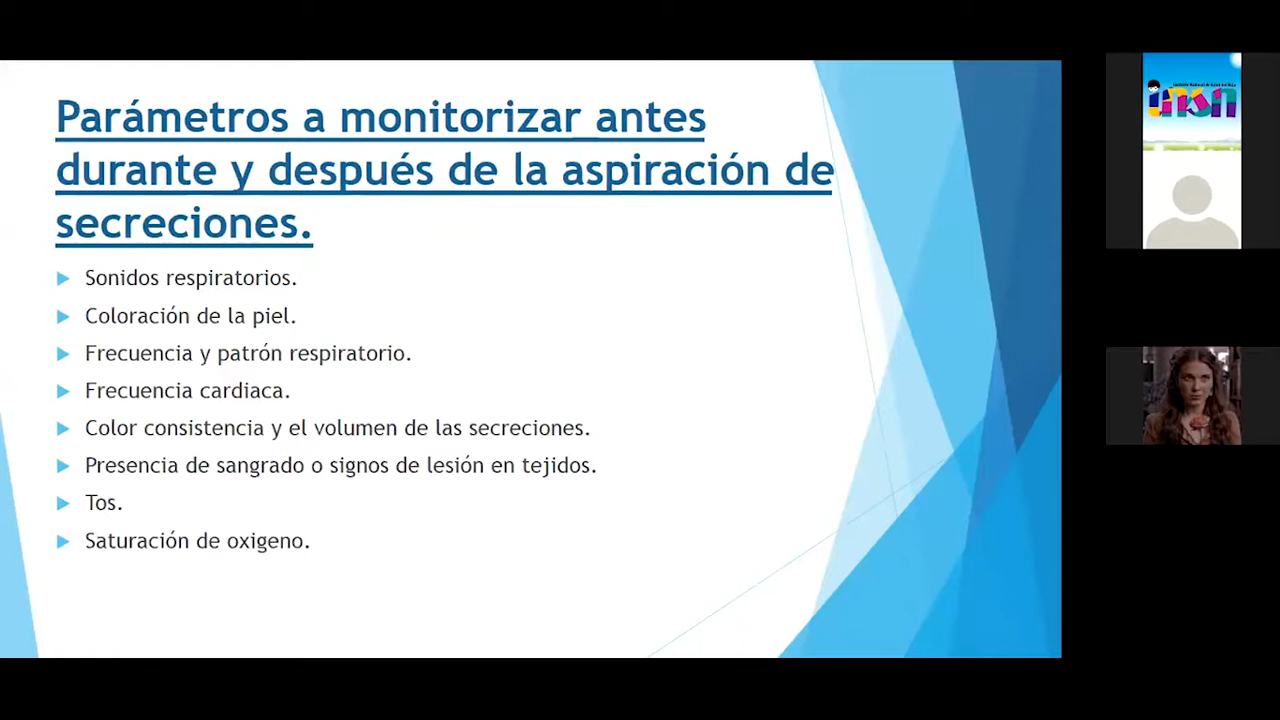 Parámetros a monitorizar antes
durante y después de la aspiración de
secreciones.
Sonidos respiratorios.
Coloración de la piel.
Frecuencia y patrón respiratorio.
Frecuencia cardiaca.
Color consistencia y el volumen de las secreciones.
Presencia de sangrado o signos de lesión en tejidos.
Tos.
Saturación de oxigeno.
insn